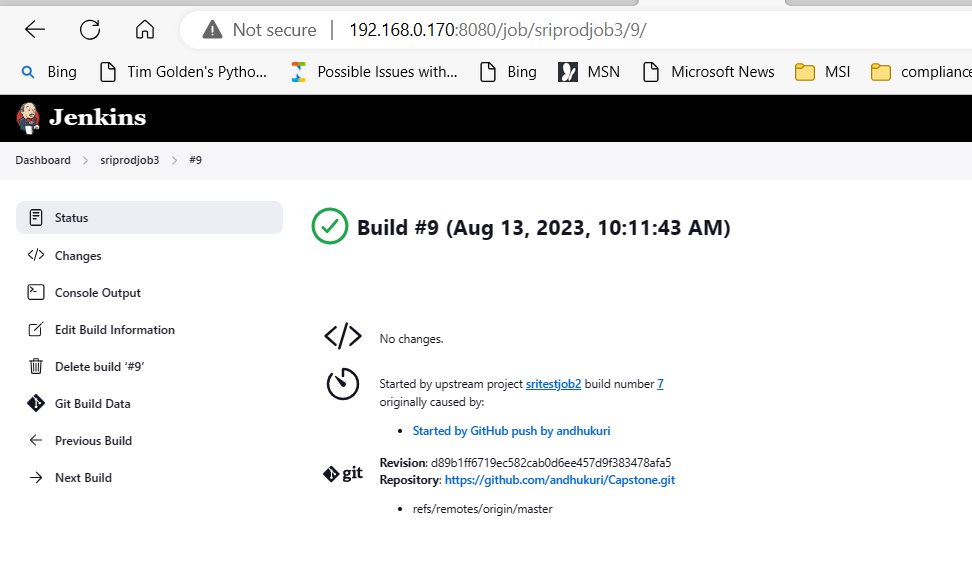 Not secure | 192.168.0.170:8080/job/sriprodjob3/9/
Bing Tim Golden's Pytho... Possible Issues with... Bing MSN Microsoft News MSI compliance
Jenkins
Dashboard > sriprodjob3 > #9
Status
Changes
Console Output
Edit Build Information
Delete build ‘#9’
Git Build Data
Previous Build
Next Build
Build #9 (Aug 13, 2023, 10:11:43 AM)
No changes.
Started by upstream project sritestjob2 build number 7
originally caused by:
• Started by GitHub push by andhukuri
git
Revision: d89b1ff6719ec582cab0d6ee457d9f383478afa5
Repository: https://github.com/andhukuri/Capstone.git
• refs/remotes/origin/master